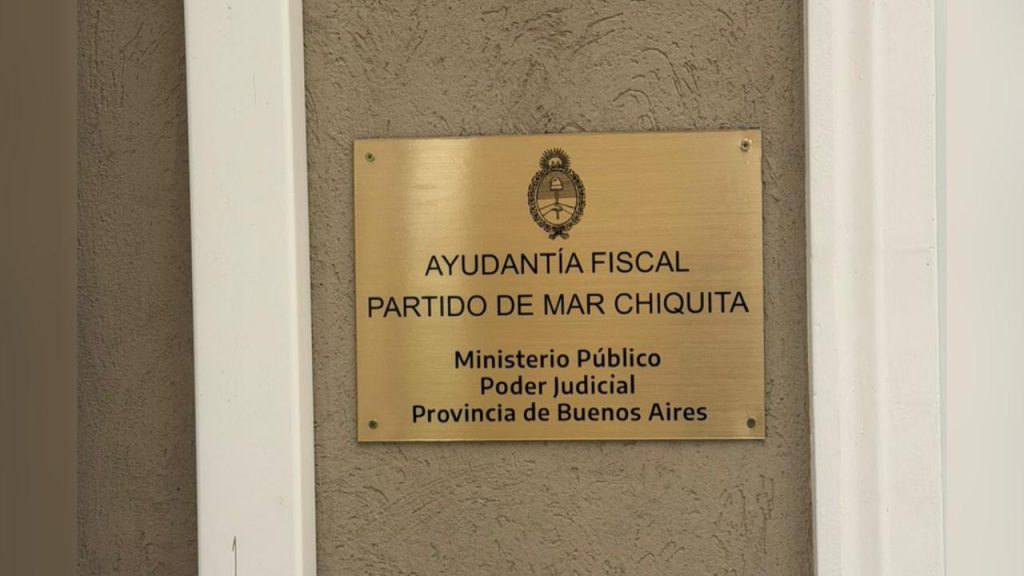 AYUDANTÍA FISCAL
PARTIDO DE MAR CHIQUITA
Ministerio Público
Poder Judicial
Provincia de Buenos Aires